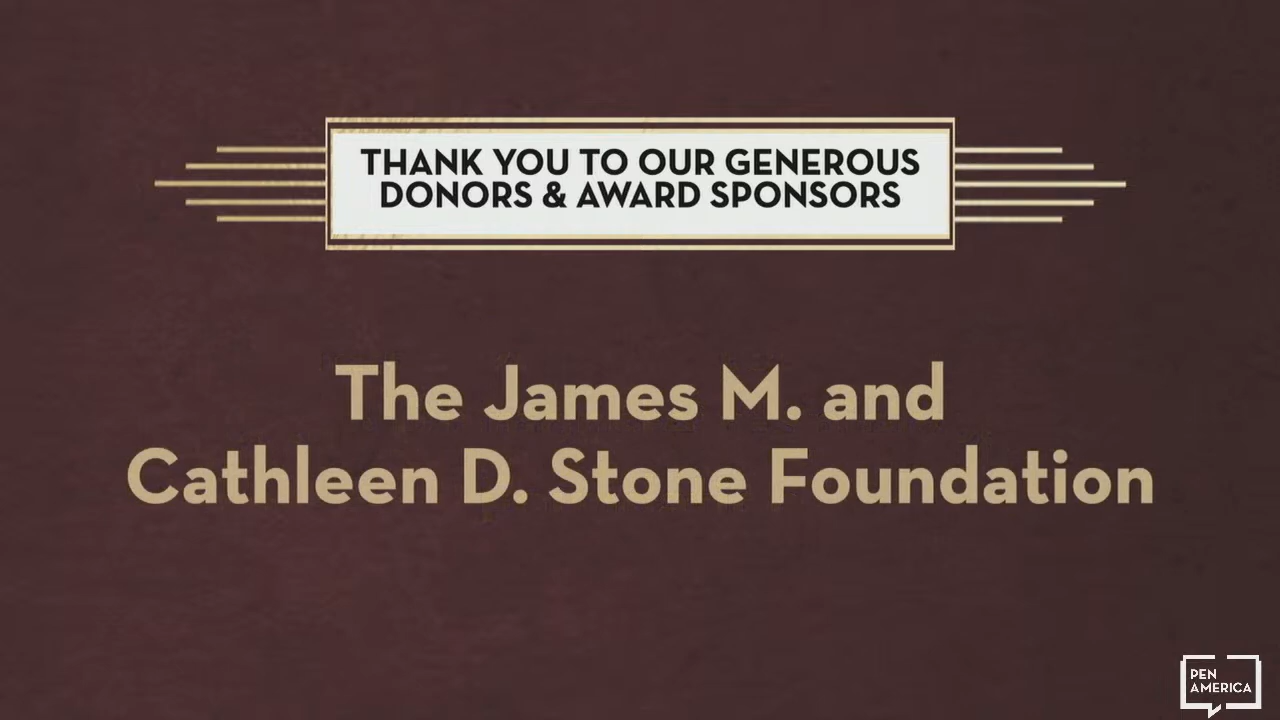 THANK YOU TO OUR GENEROUS
DONORS & AWARD SPONSORS
The James M. and
Cathleen D. Stone Foundation
PEN
AMERICA